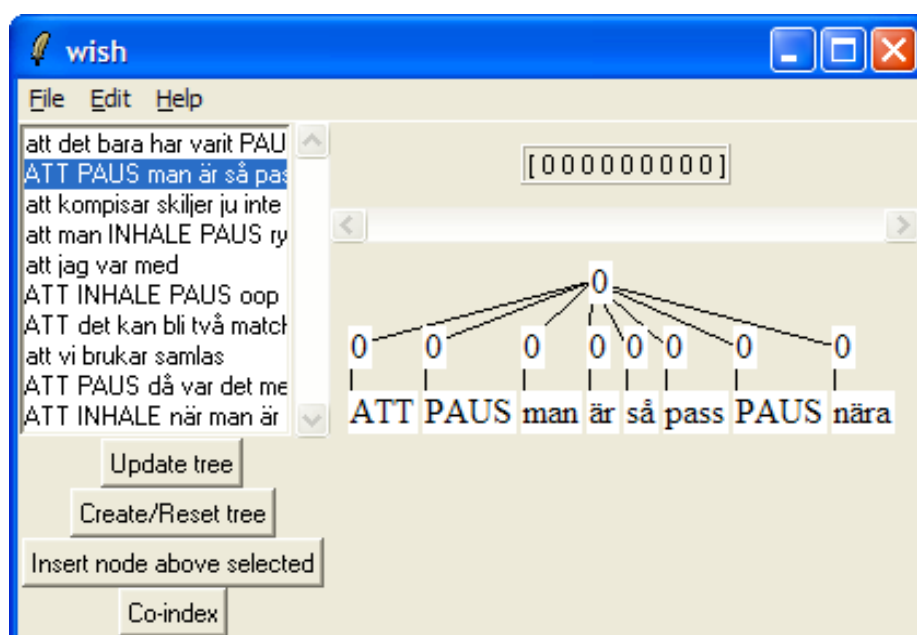 wish
File Edit Help
att det bara har varit PAU
ATT PAUS man är så pas
att kompisar skiljer ju inte
att man INHALE PAUS ry
att jag var med
ATT INHALE PAUS oop
ATT det kan bli två match
att vi brukar samlas
ATT PAUS då var det me
ATT INHALE när man är
Update tree
Create/Reset tree
Insert node above selected
Co-index
[000000000]
0
0 0 0 0 0 0 0 0
ATT PAUS man är så pass PAUS nära